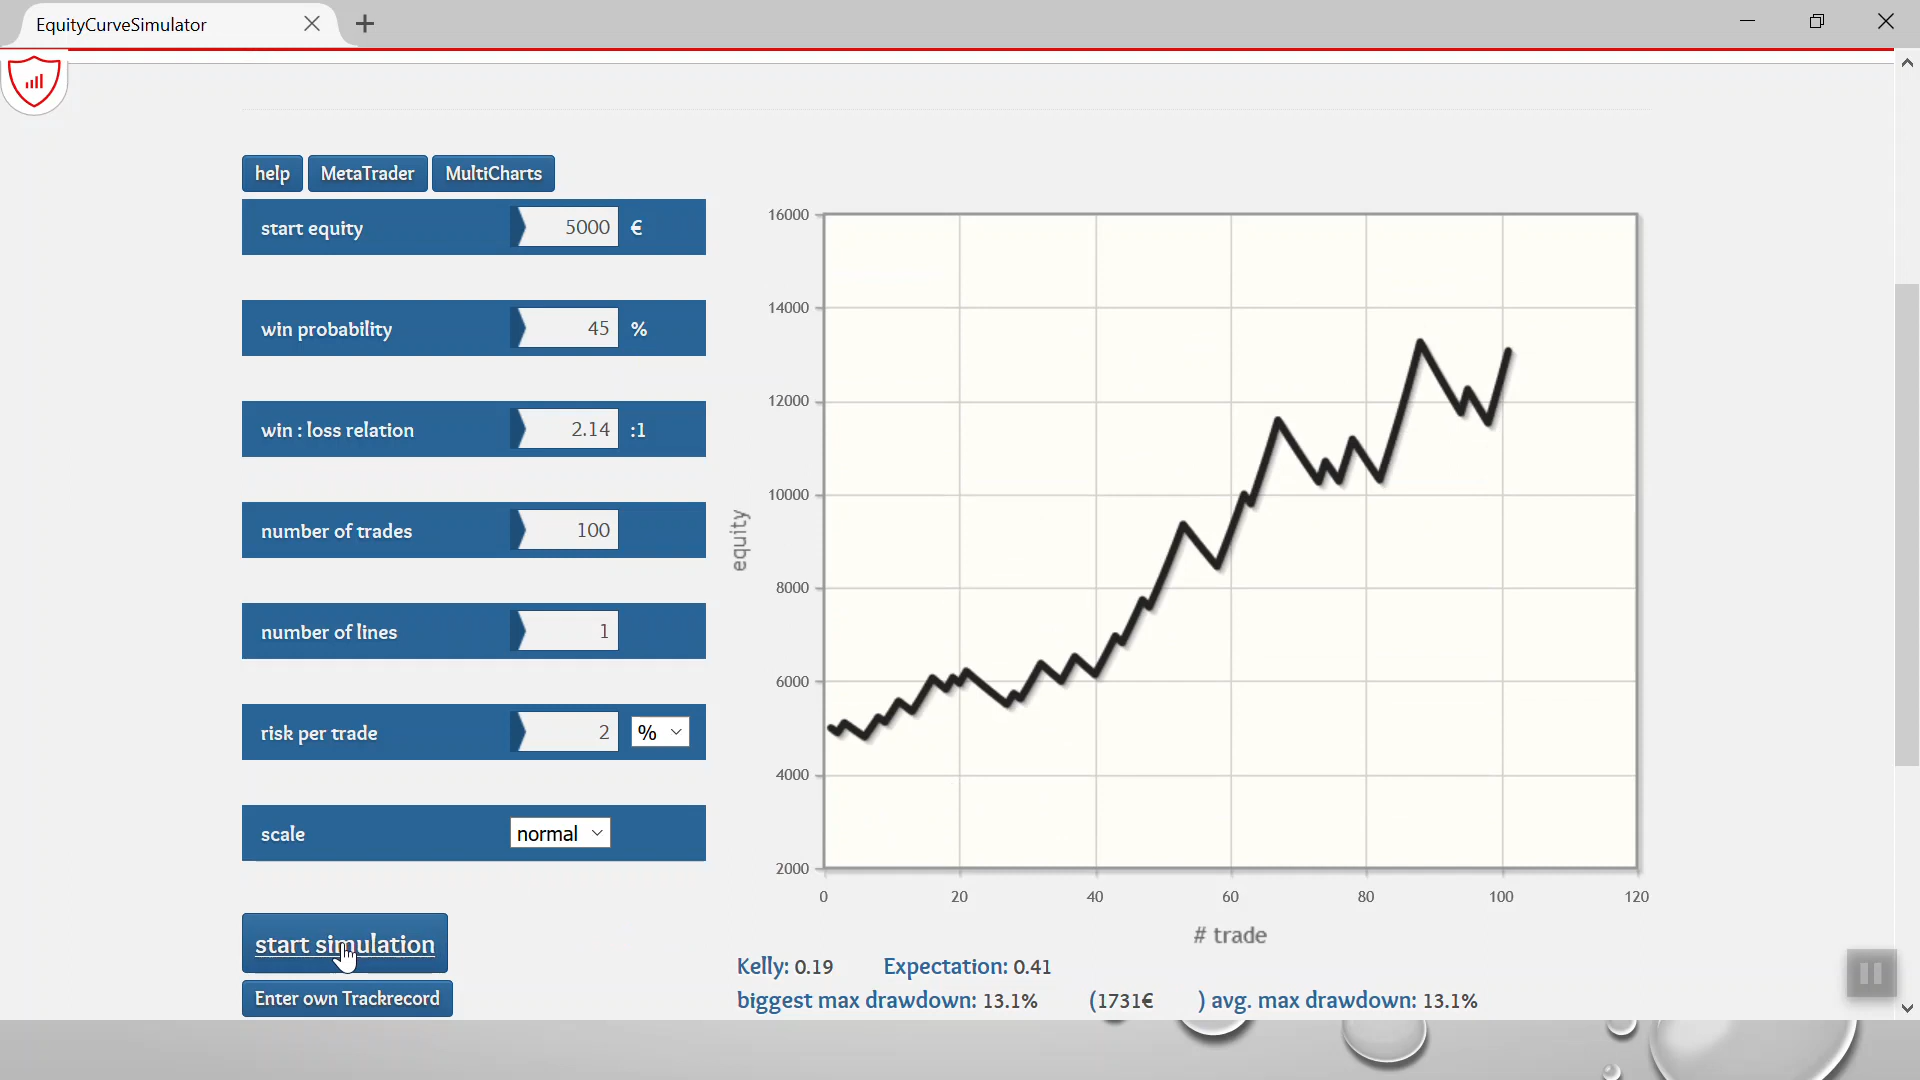 EquityCurveSimulator
help MetaTrader MultiCharts
start equity 5000 €
win probability 45 %
win : loss relation 2.14 :1
number of trades 100
number of lines 1
risk per trade 2 %
scale normal
start simulation
Enter own Trackrecord
16000
14000
12000
10000
8000
6000
4000
2000
equity
0 20 40 60 80 100 120
# trade
Kelly: 0.19 Expectation: 0.41
biggest max drawdown: 13.1% (1731€ ) avg. max drawdown: 13.1%